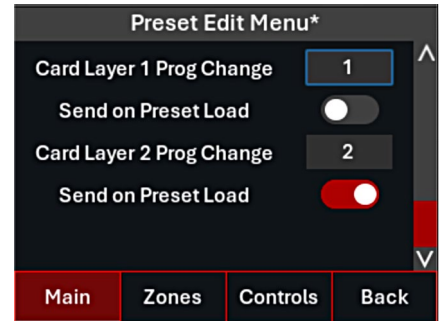 Preset Edit Menu*
Card Layer 1 Prog Change 1
Send on Preset Load
Card Layer 2 Prog Change 2
Send on Preset Load
Main Zones Controls Back